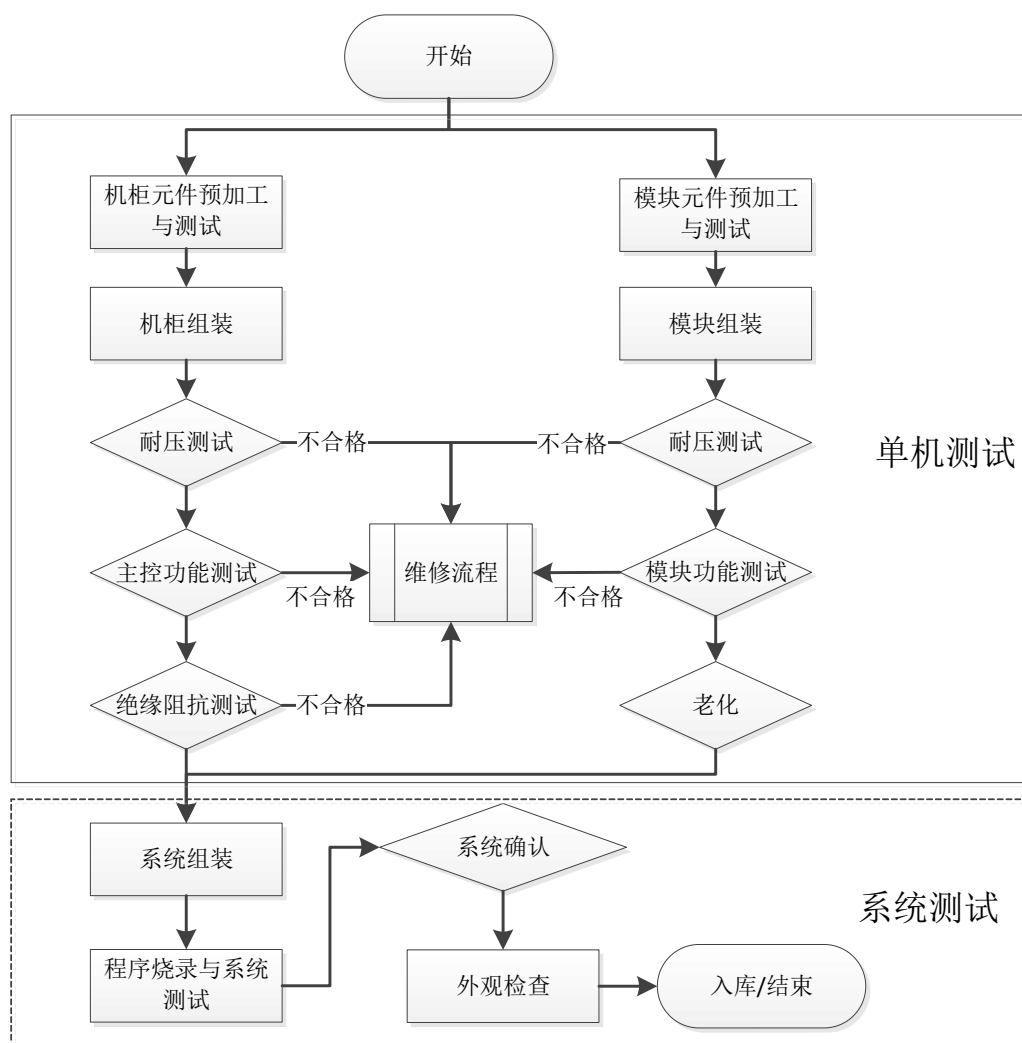 开始
机柜元件预加工
与测试
模块元件预加工
与测试
机柜组装
模块组装
耐压测试
不合格
不合格
耐压测试
单机测试
主控功能测试
不合格
维修流程
不合格
模块功能测试
绝缘阻抗测试
不合格
老化
系统组装
系统确认
系统测试
程序烧录与系统
测试
外观检查
入库/结束